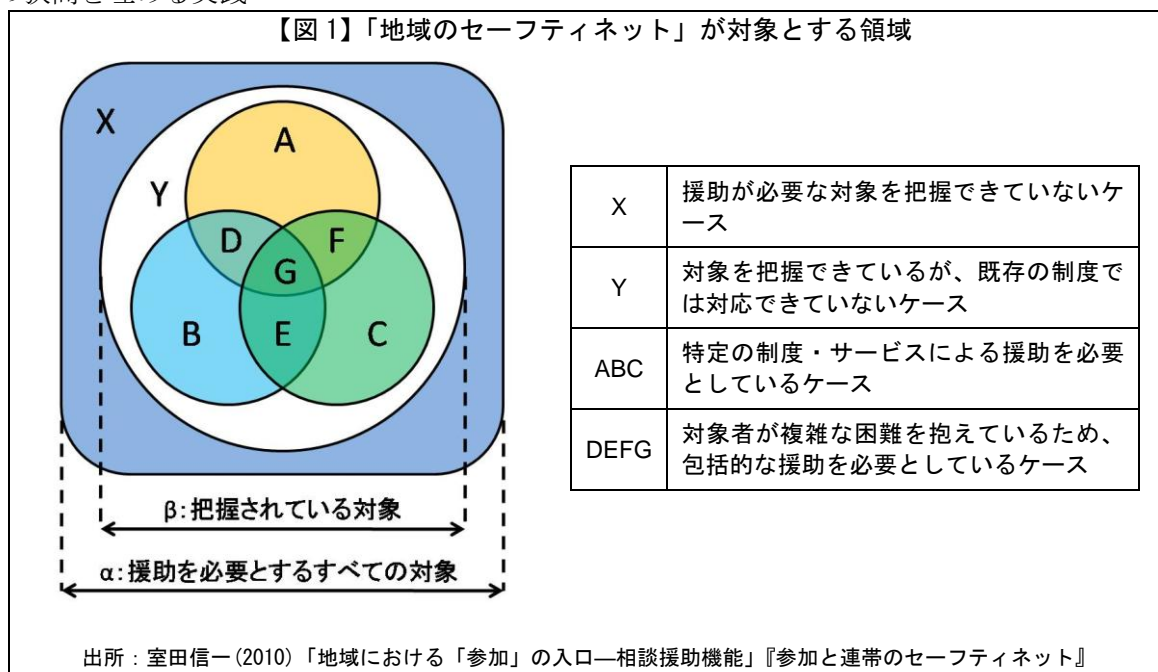 の狭間を埋める実践
【図1】「地域のセーフティネット」が対象とする領域
X
A
Y
D
F
G
B
E
C
β:把握されている対象
α:援助を必要とするすべての対象
X
援助が必要な対象を把握できていないケ
ース
Y
対象を把握できているが、既存の制度で
は対応できていないケース
ABC
特定の制度・サービスによる援助を必要
としているケース
DEFG
対象者が複雑な困難を抱えているため、
包括的な援助を必要としているケース
出所：室田信一(2010)「地域における「参加」の入口―相談援助機能」『参加と連帯のセーフティネット』